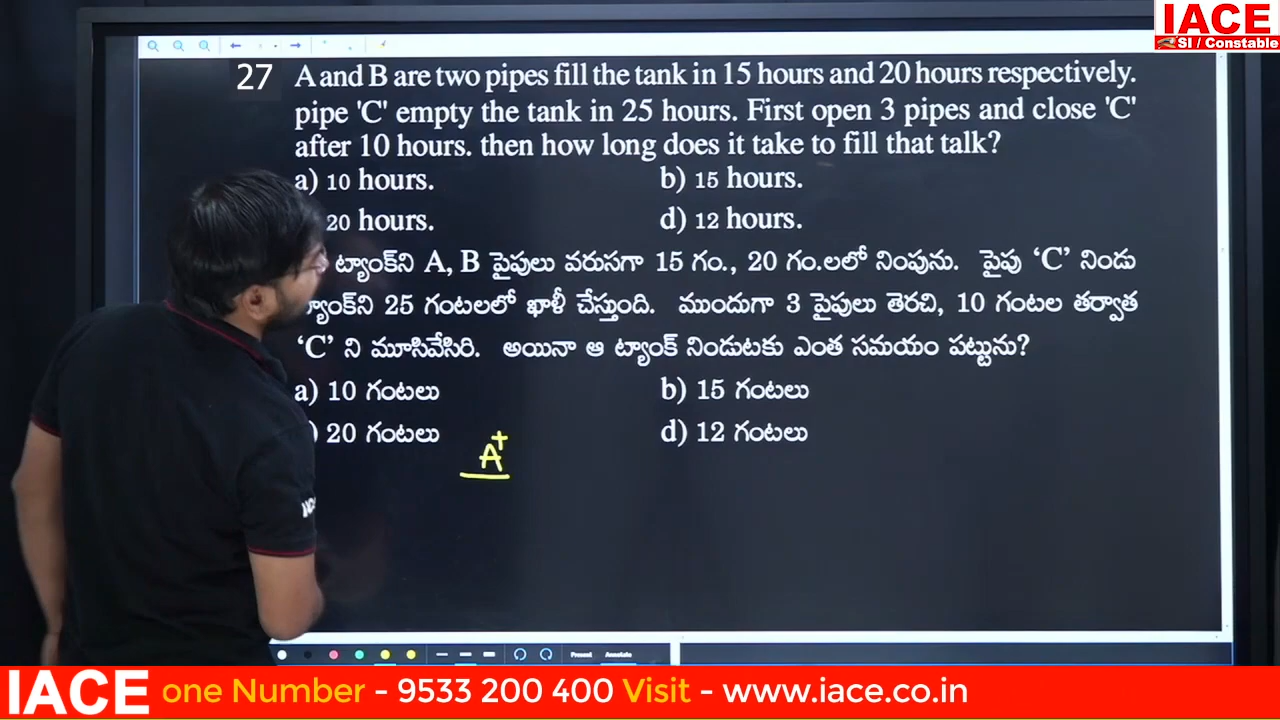 IACE
SI / Constable
27 A and B are two pipes fill the tank in 15 hours and 20 hours respectively.
pipe 'C' empty the tank in 25 hours. First open 3 pipes and close 'C'
after 10 hours. then how long does it take to fill that talk?
a) 10 hours. b) 15 hours.
20 hours. d) 12 hours.
ట్యాంక్‌ని A, B పైపులు వరుసగా 15 గం., 20 గం.లలో నింపును. పైపు ‘C’ నిండు
ట్యాంక్‌ని 25 గంటలలో ఖాళీ చేస్తుంది. ముందుగా 3 పైపులు తెరచి, 10 గంటల తర్వాత
‘C’ ని మూసివేసిరి. అయినా ఆ ట్యాంక్ నిండుటకు ఎంత సమయం పట్టును?
a) 10 గంటలు b) 15 గంటలు
) 20 గంటలు d) 12 గంటలు
A+
Present Annotate
IACE one Number - 9533 200 400 Visit - www.iace.co.in